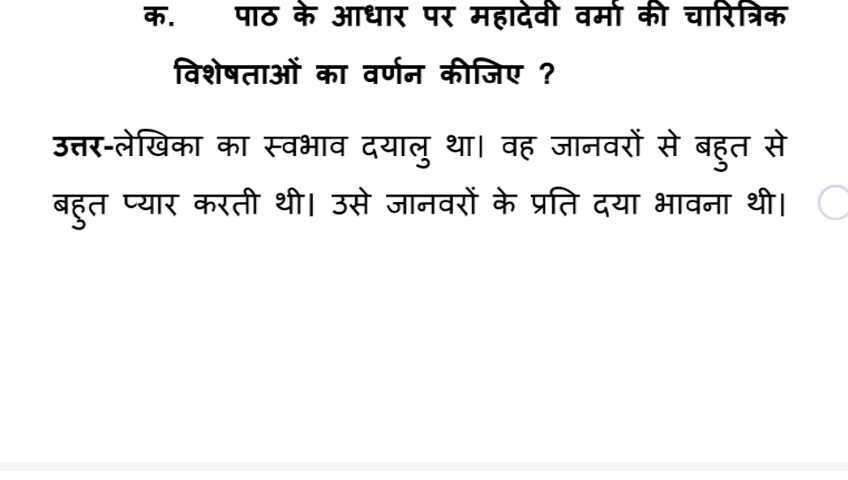 क. पाठ के आधार पर महादेवी वर्मा की चारित्रिक
विशेषताओं का वर्णन कीजिए ?
उत्तर-लेखिका का स्वभाव दयालु था। वह जानवरों से बहुत से
बहुत प्यार करती थी। उसे जानवरों के प्रति दया भावना थी।